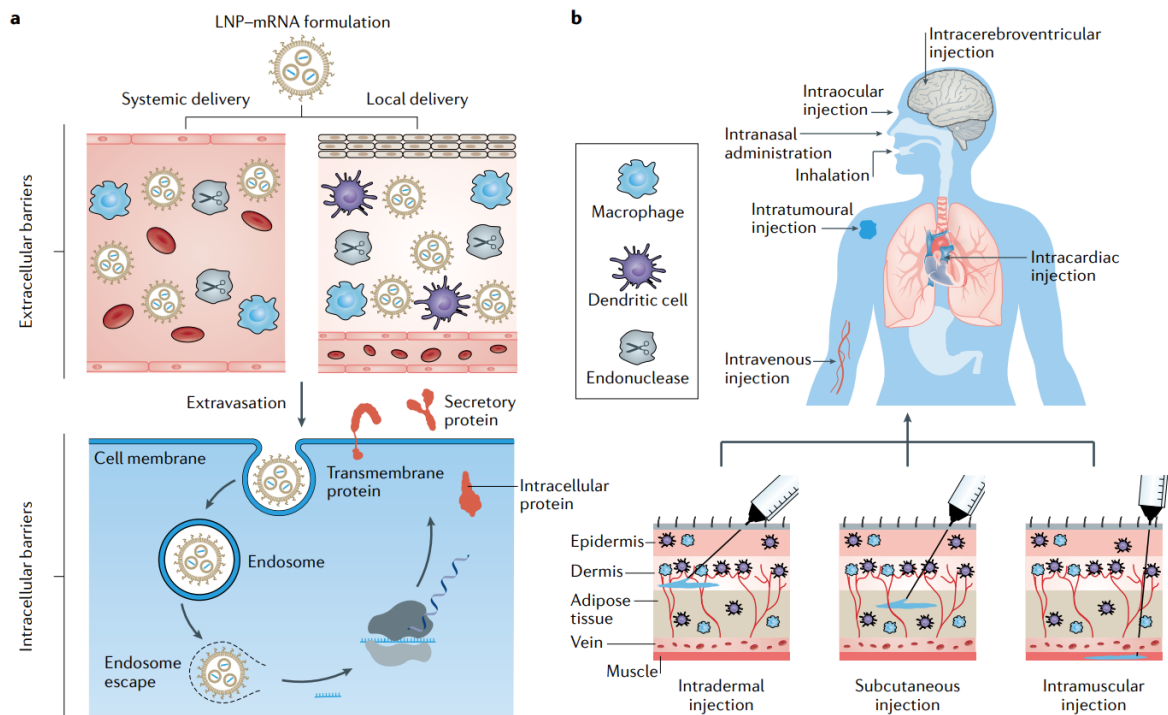 a
LNP–mRNA formulation
Systemic delivery
Local delivery
Extracellular barriers
Extravasation
Secretory
protein
Cell membrane
Transmembrane
protein
Intracellular
protein
Intracellular barriers
Endosome
Endosome
escape
b
Intracerebroventricular
injection
Intraocular
injection
Intranasal
administration
Inhalation
Macrophage
Dendritic cell
Endonuclease
Intratumoural
injection
Intracardiac
injection
Intravenous
injection
Epidermis
Dermis
Adipose
tissue
Vein
Muscle
Intradermal
injection
Subcutaneous
injection
Intramuscular
injection